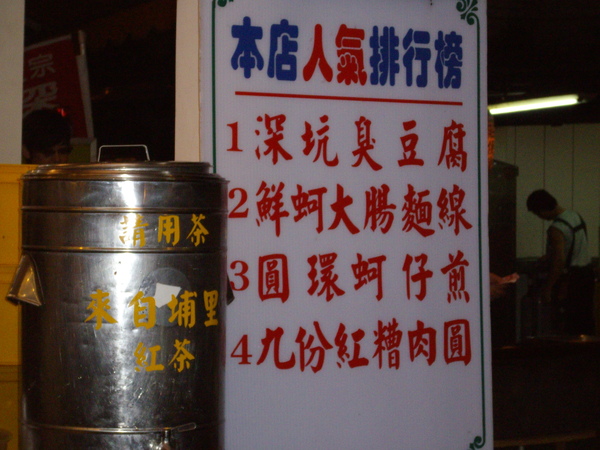 宗
深
本店人氣排行榜
1深坑臭豆腐
2鮮蚵大腸麵線
3圓環蚵仔煎
4九份紅糟肉圓
請用茶
來自埔里
紅茶